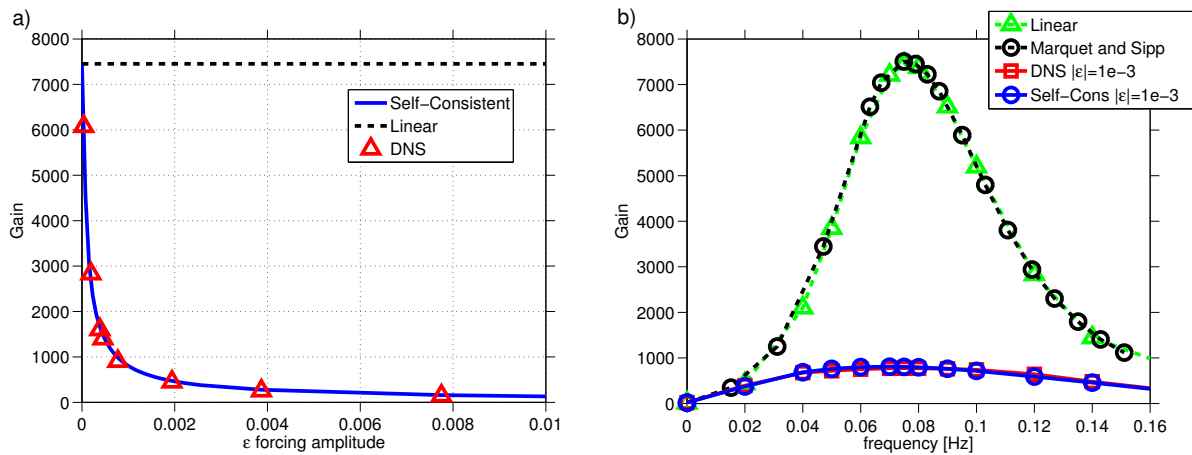 a)
8000
7000
6000
5000
4000
3000
2000
1000
0
Gain
0
0.002
0.004
0.006
0.008
0.01
ε forcing amplitude
Self-Consistent
Linear
DNS
b)
8000
7000
6000
5000
4000
3000
2000
1000
0
Gain
0
0.02
0.04
0.06
0.08
0.1
0.12
0.14
0.16
frequency [Hz]
Linear
Marquet and Sipp
DNS |ε|=1e-3
Self-Cons |ε|=1e-3